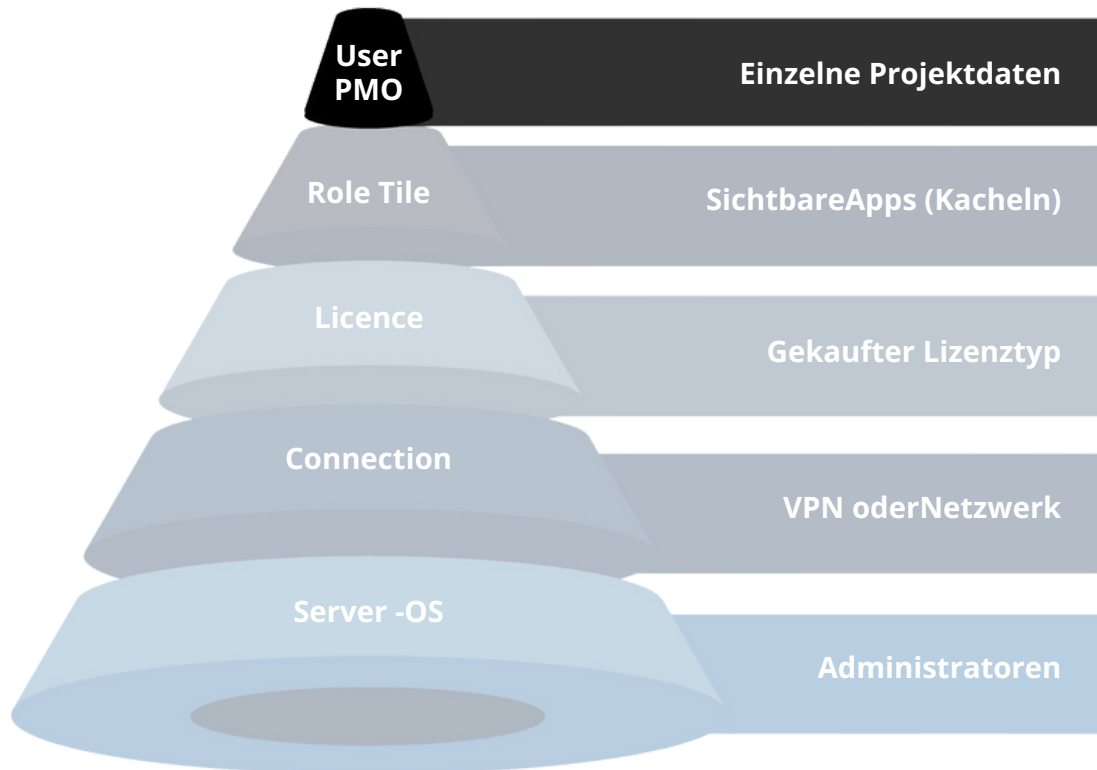 User
PMO
Einzelne Projektdaten
Role Tile
SichtbareApps (Kacheln)
Licence
Gekaufter Lizenztyp
Connection
VPN oderNetzwerk
Server -OS
Administratoren